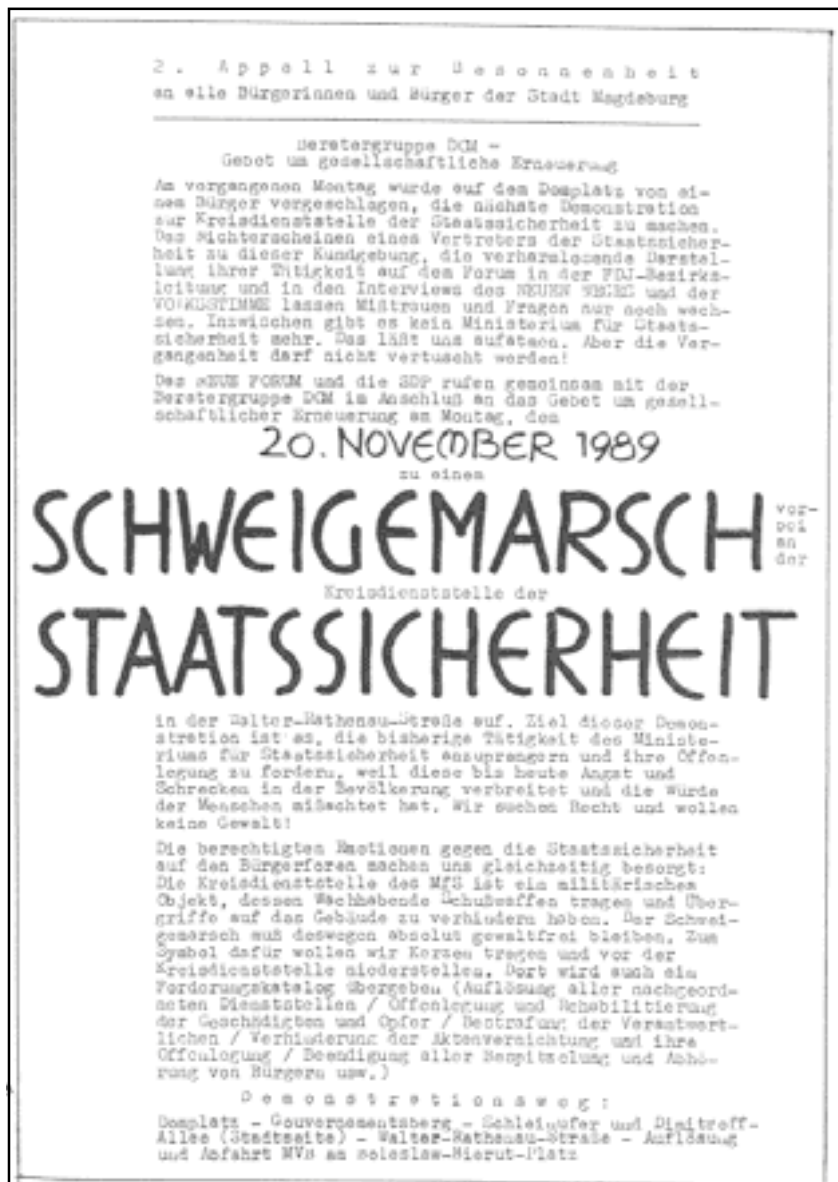 2. Appell zur Besonnenheit
an alle Bürgerinnen und Bürger der Stadt Magdeburg
Beratergruppe DOM -
Gebet um gesellschaftliche Erneuerung
Am vergangenen Montag wurde auf dem Domplatz von ei-
nem Bürger vorgeschlagen, die nächste Demonstration
zur Kreisdienststelle der Staatssicherheit zu machen.
Das Nichterscheinen eines Vertreters der Staatssicher-
heit zu dieser Kundgebung, die verharmlosende Darstel-
lung ihrer Tätigkeit auf dem Forum in der FDJ-Bezirks-
leitung und in den Interviews des NEUEN WEGES und der
VOLKSSTIMME lassen Mißtrauen und Fragen nur noch wach-
sen. Inzwischen gibt es kein Ministerium für Staats-
sicherheit mehr. Das läßt uns aufatmen. Aber die Ver-
gangenheit darf nicht vertuscht werden!
Das NEUE FORUM und die SDP rufen gemeinsam mit der
Beratergruppe DOM im Anschluß an das Gebet um gesell-
schaftlicher Erneuerung am Montag, dem
20. NOVEMBER 1989
zu einem
SCHWEIGEMARSCH vor-
bei
an
der
Kreisdienststelle der
STAATSSICHERHEIT
in der Walter-Rathenau-Straße auf. Ziel dieser Demon-
stration ist es, die bisherige Tätigkeit des Ministe-
riums für Staatssicherheit anzuprangern und ihre Offen-
legung zu fordern, weil diese bis heute Angst und
Schrecken in der Bevölkerung verbreitet und die Würde
der Menschen mißachtet hat. Wir suchen Recht und wollen
keine Gewalt!
Die berechtigten Emotionen gegen die Staatssicherheit
auf den Bürgerforen machen uns gleichzeitig besorgt:
Die Kreisdienststelle des MfS ist ein militärisches
Objekt, dessen Wachhabende Schußwaffen tragen und Über-
griffe auf das Gebäude zu verhindern haben. Der Schwei-
gemarsch muß deswegen absolut gewaltfrei bleiben. Zum
Symbol dafür wollen wir Kerzen tragen und vor der
Kreisdienststelle niederstellen. Dort wird auch ein
Forderungskatalog übergeben (Auflösung aller nachgeord-
neten Dienststellen / Offenlegung und Rehabilitierung
der Geschädigten und Opfer / Bestrafung der Verantwort-
lichen / Verhinderung der Aktenvernichtung und ihre
Offenlegung / Beendigung aller Bespitzelung und Abhö-
rung von Bürgern usw.)
Demonstrationsweg:
Domplatz - Gouvernementsberg - Schleinufer und Dimitroff-
Allee (Stadtseite) - Walter-Rathenau-Straße - Auflösung
und Abfahrt MVB am Boleslaw-Bierut-Platz